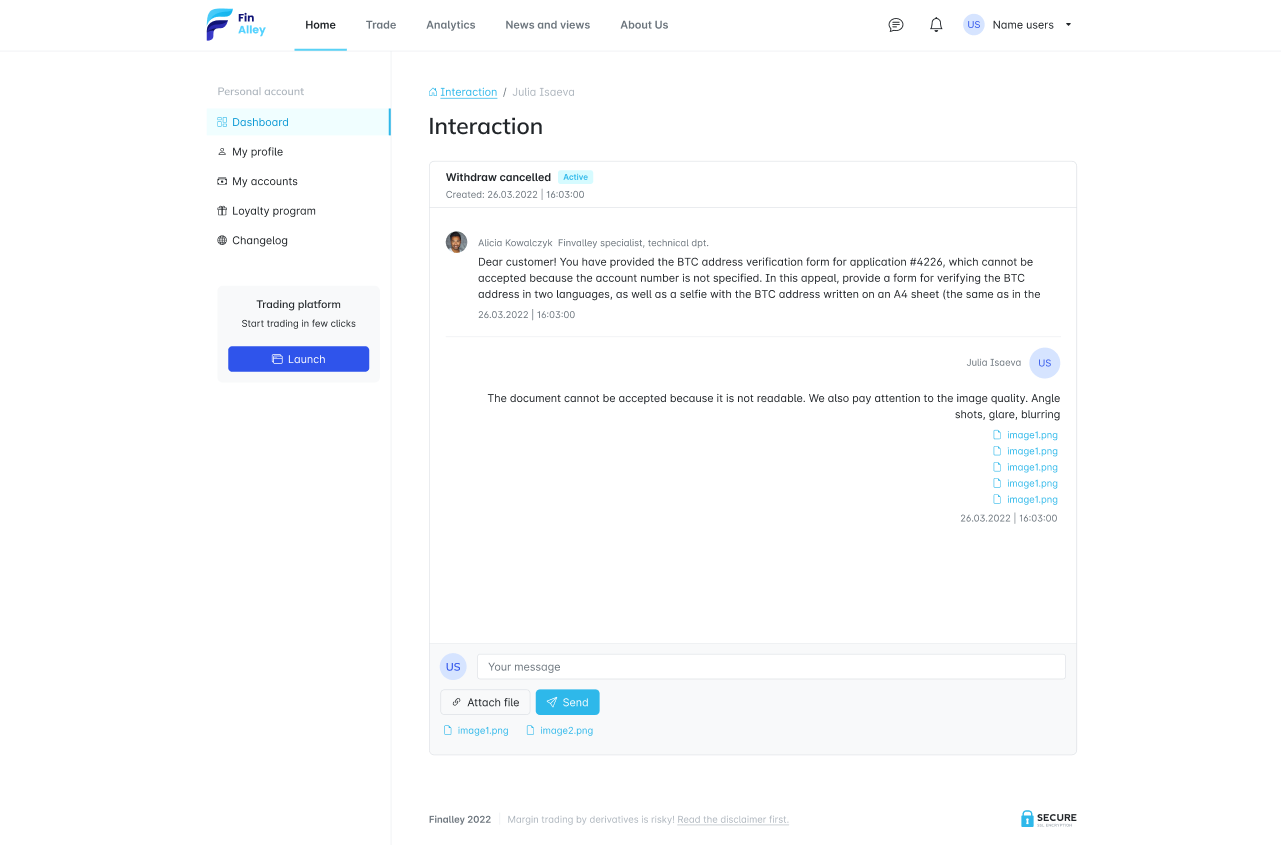 Fin
Alley
Home
Trade
Analytics
News and views
About Us
US
Name users
Personal account
Dashboard
My profile
My accounts
Loyalty program
Changelog
Trading platform
Start trading in few clicks
Launch
Interaction / Julia Isaeva
Interaction
Withdraw cancelled Active
Created: 26.03.2022 | 16:03:00
Alicia Kowalczyk Finvalley specialist, technical dpt.
Dear customer! You have provided the BTC address verification form for application #4226, which cannot be
accepted because the account number is not specified. In this appeal, provide a form for verifying the BTC
address in two languages, as well as a selfie with the BTC address written on an A4 sheet (the same as in the
26.03.2022 | 16:03:00
Julia Isaeva US
The document cannot be accepted because it is not readable. We also pay attention to the image quality. Angle
shots, glare, blurring
image1.png
image1.png
image1.png
image1.png
image1.png
26.03.2022 | 16:03:00
US Your message
Attach file Send
image1.png image2.png
Finalley 2022 Margin trading by derivatives is risky! Read the disclaimer first.
SECURE
SSL ENCRYPTION